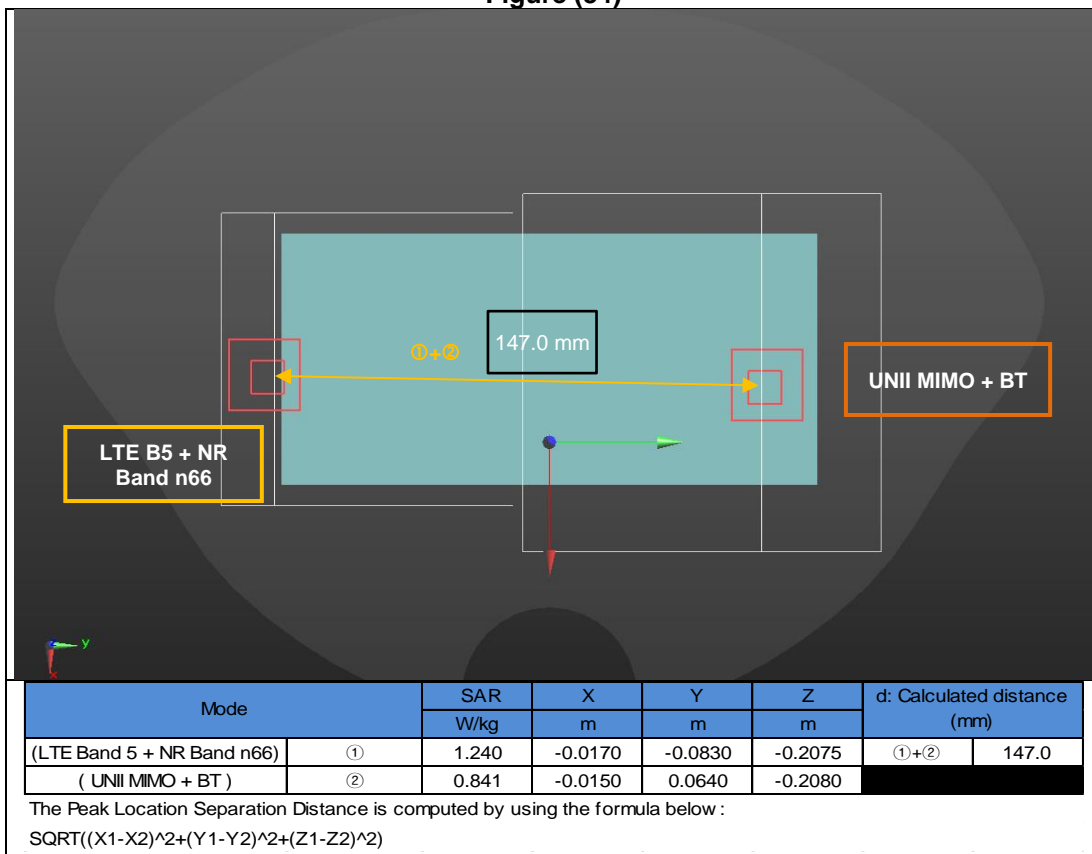 ①+②
147.0 mm
UNII MIMO + BT
LTE B5 + NR
Band n66
y
x
Mode SAR X Y Z d: Calculated distance
W/kg m m m (mm)
(LTE Band 5 + NR Band n66) ① 1.240 -0.0170 -0.0830 -0.2075 ①+② 147.0
( UNII MIMO + BT ) ② 0.841 -0.0150 0.0640 -0.2080
The Peak Location Separation Distance is computed by using the formula below :
SQRT((X1-X2)^2+(Y1-Y2)^2+(Z1-Z2)^2)